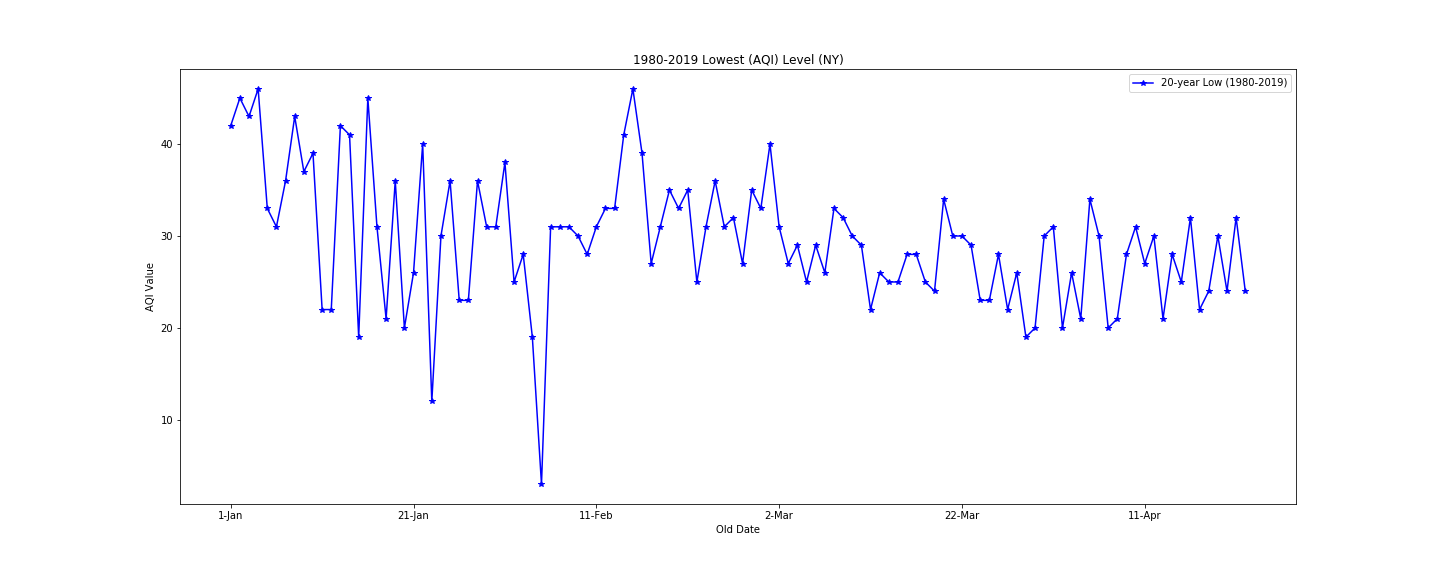 1980-2019 Lowest (AQI) Level (NY)
20-year Low (1980-2019)
AQI Value
40
30
20
10
1-Jan
21-Jan
11-Feb
2-Mar
22-Mar
11-Apr
Old Date